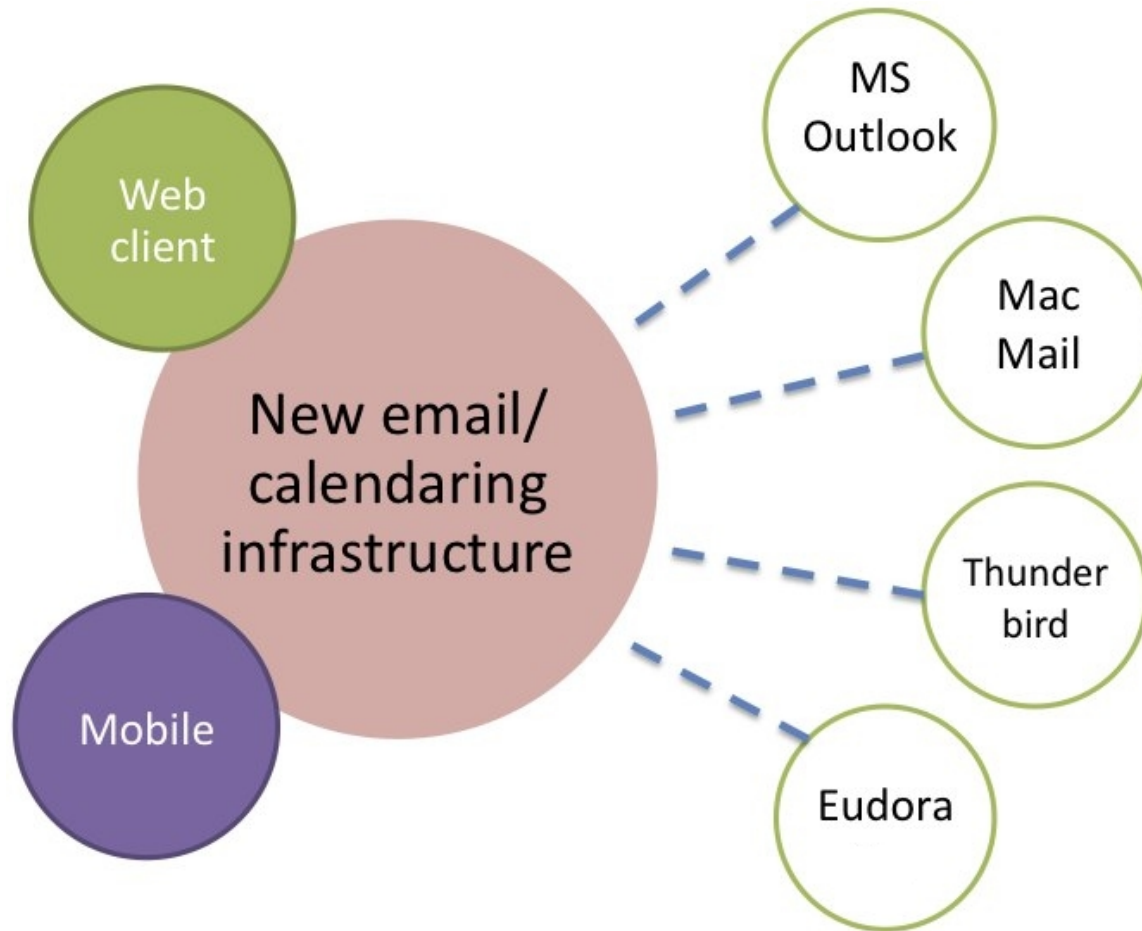 Web
client
New email/
calendaring
infrastructure
Mobile
MS
Outlook
Mac
Mail
Thunder
bird
Eudora